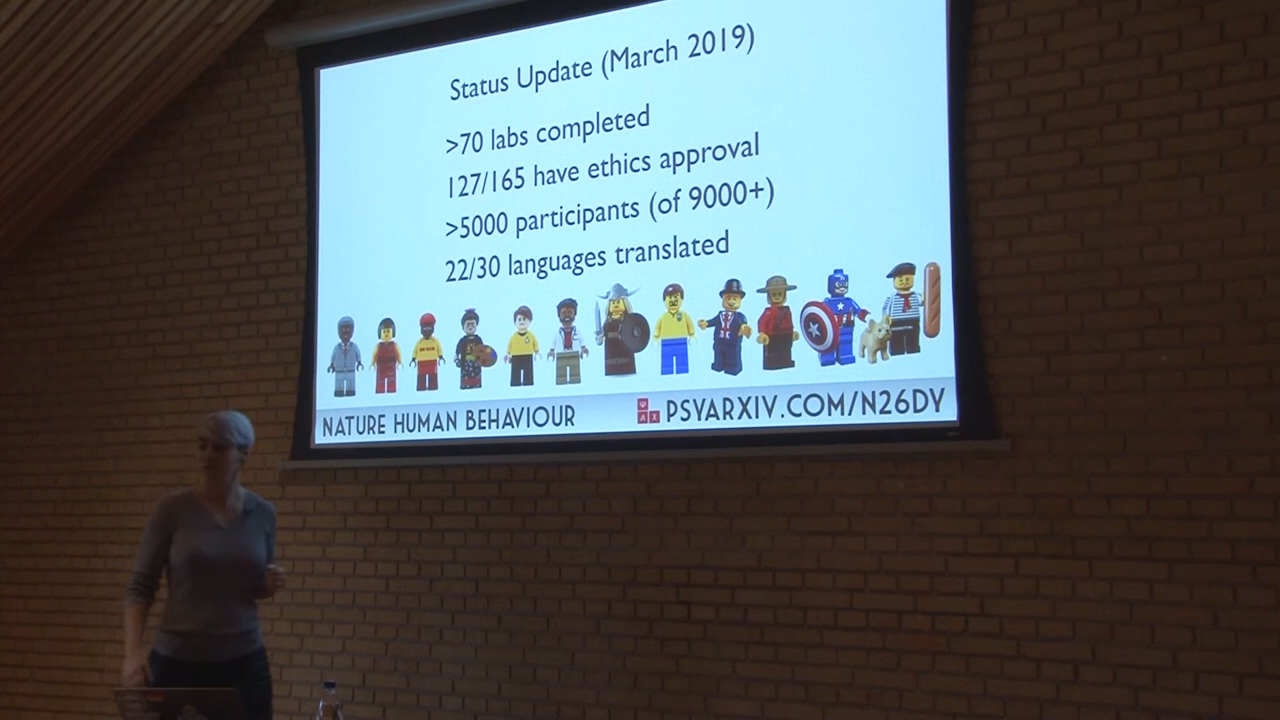 Status Update (March 2019)
>70 labs completed
127/165 have ethics approval
>5000 participants (of 9000+)
22/30 languages translated
NATURE HUMAN BEHAVIOUR
Ψ
A X
PSYARXIV.COM/N26DY